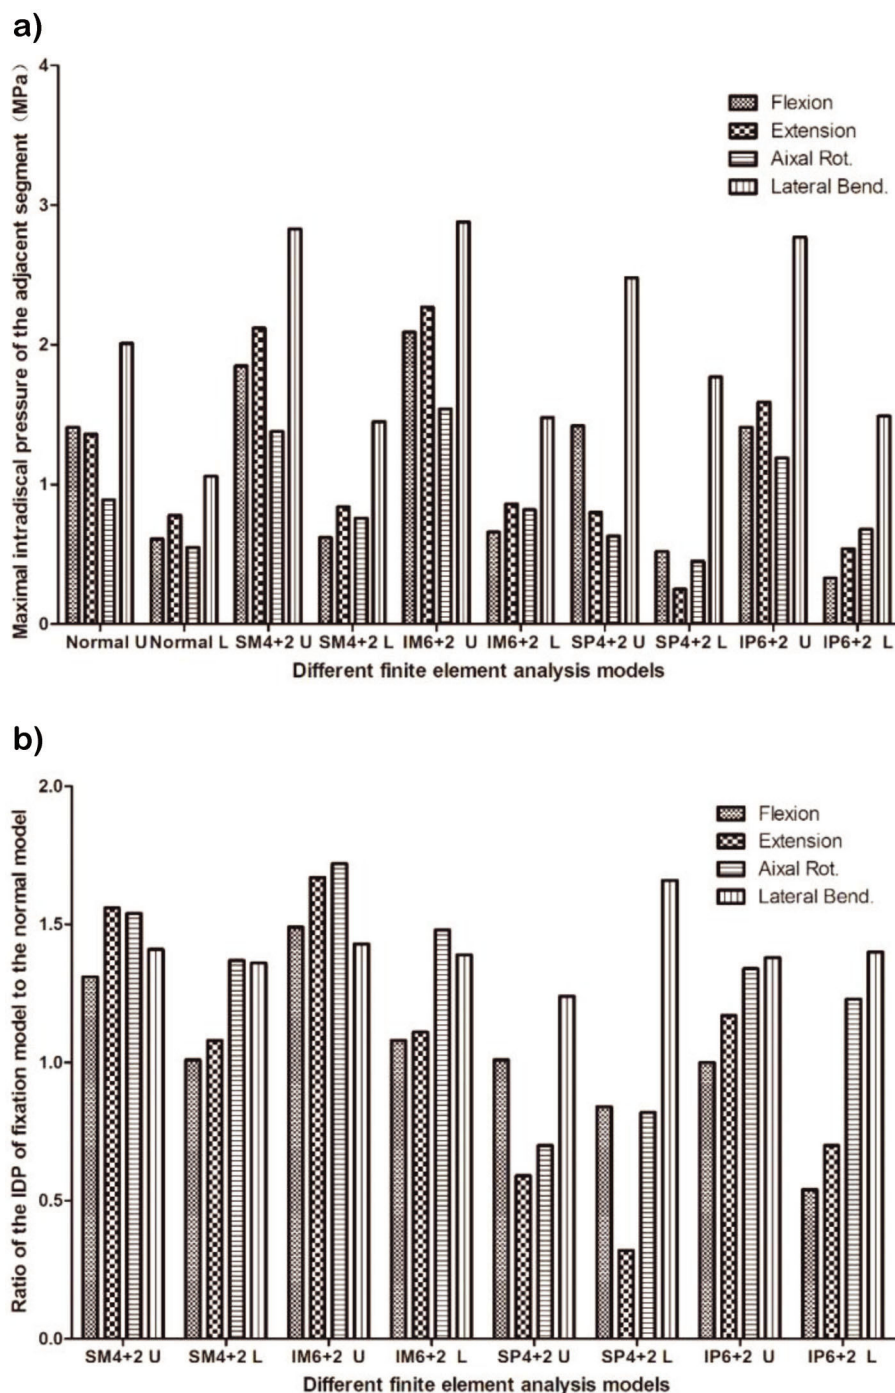 a)
Maximal intradiscal pressure of the adjacent segment (MPa)
4
3
2
1
0
Flexion
Extension
Aixal Rot.
Lateral Bend.
Normal U Normal L SM4+2 U SM4+2 L IM6+2 U IM6+2 L SP4+2 U SP4+2 L IP6+2 U IP6+2 L
Different finite element analysis models
b)
Ratio of the IDP of fixation model to the normal model
2.0
1.5
1.0
0.5
0.0
Flexion
Extension
Aixal Rot.
Lateral Bend.
SM4+2 U SM4+2 L IM6+2 U IM6+2 L SP4+2 U SP4+2 L IP6+2 U IP6+2 L
Different finite element analysis models